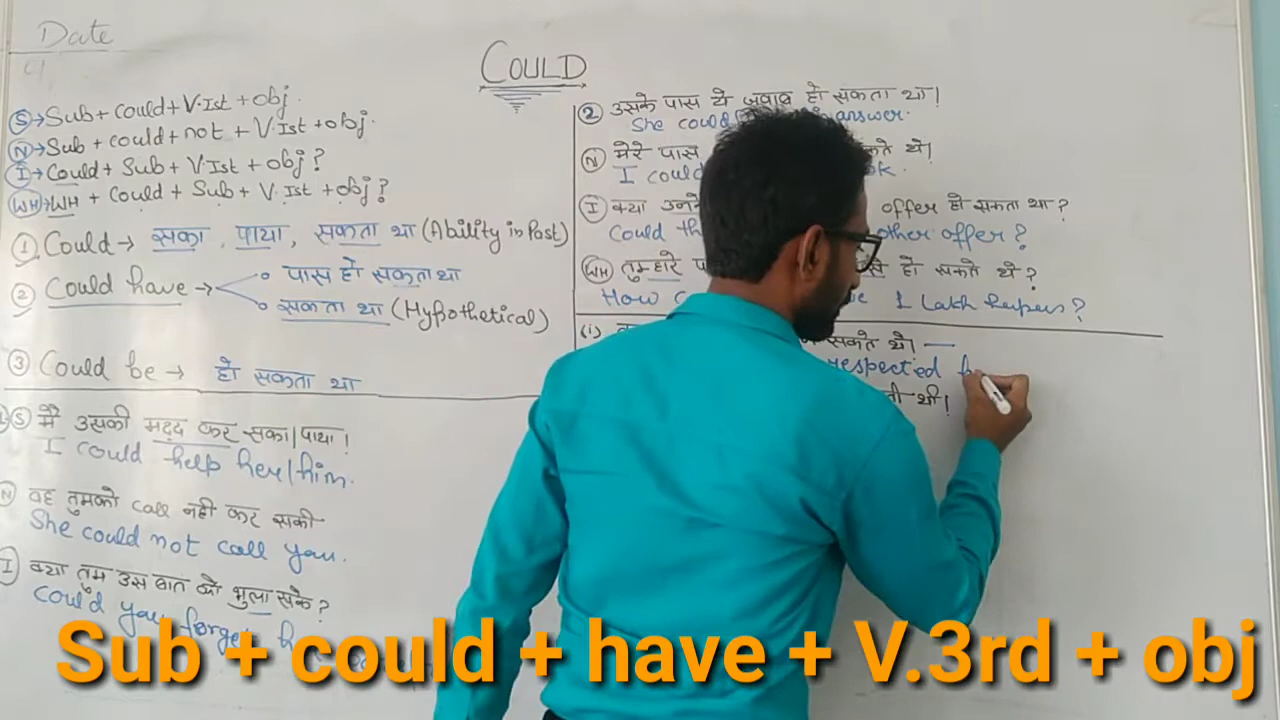 Date
COULD
(S)→ Sub + could + V.Ist + obj.
(N)→ Sub + could + not + V.Ist + obj.
(I)→ Could + Sub + V.Ist + obj?
(WH)→ WH + Could + Sub + V.Ist + obj?
① Could → सका, पाया, सकता था (Ability in Past)
② Could have →
◦ पास हो सकता था
◦ सकता था (Hypothetical)
③ Could be → हो सकता था
(S) मैं उसकी मदद कर सका/पाया!
I could help her/him.
(N) वह तुमको call नही कर सकी
She could not call you.
(I) क्या तुम उस बात को भुला सके?
Could you forget
② उसके पास ये जवाब हो सकता था!
She could answer.
(N) मेरे पास थे!
I could
(I) क्या उनके offer हो सकता था?
Could other offer?
(WH) तुम्हारे हो सकते थे?
How 1 Lakh
(i) सकते थे! —
respected
थी!
Sub + could + have + V.3rd + obj